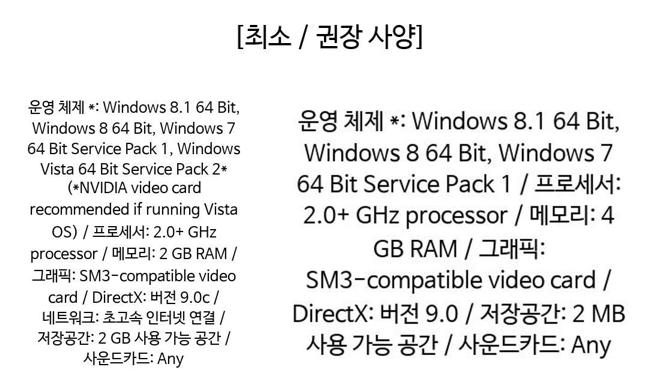 [최소 / 권장 사양]
운영 체제 *: Windows 8.1 64 Bit,
Windows 8 64 Bit, Windows 7
64 Bit Service Pack 1, Windows
Vista 64 Bit Service Pack 2*
(*NVIDIA video card
recommended if running Vista
OS) / 프로세서: 2.0+ GHz
processor / 메모리: 2 GB RAM /
그래픽: SM3-compatible video
card / DirectX: 버전 9.0c /
네트워크: 초고속 인터넷 연결 /
저장공간: 2 GB 사용 가능 공간 /
사운드카드: Any
운영 체제 *: Windows 8.1 64 Bit,
Windows 8 64 Bit, Windows 7
64 Bit Service Pack 1 / 프로세서:
2.0+ GHz processor / 메모리: 4
GB RAM / 그래픽:
SM3-compatible video card /
DirectX: 버전 9.0 / 저장공간: 2 MB
사용 가능 공간 / 사운드카드: Any